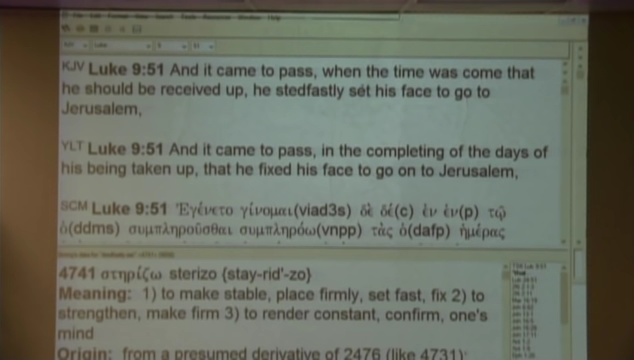 KJV Luke 9:51 And it came to pass, when the time was come that
he should be received up, he stedfastly set his face to go to
Jerusalem,
YLT Luke 9:51 And it came to pass, in the completing of the days of
his being taken up, that he fixed his face to go on to Jerusalem,
SCM Luke 9:51 Ἐγένετο γίνομαι(viad3s) δὲ δέ(c) ἐν ἐν(p) τῷ
ὁ(ddms) συμπληροῦσθαι συμπληρόω(vnpp) τὰς ὁ(dafp) ἡμέρας
4741 στηρίζω sterizo {stay-rid'-zo}
Meaning: 1) to make stable, place firmly, set fast, fix 2) to
strengthen, make firm 3) to render constant, confirm, one's
mind
Origin: from a presumed derivative of 2476 (like 4731)